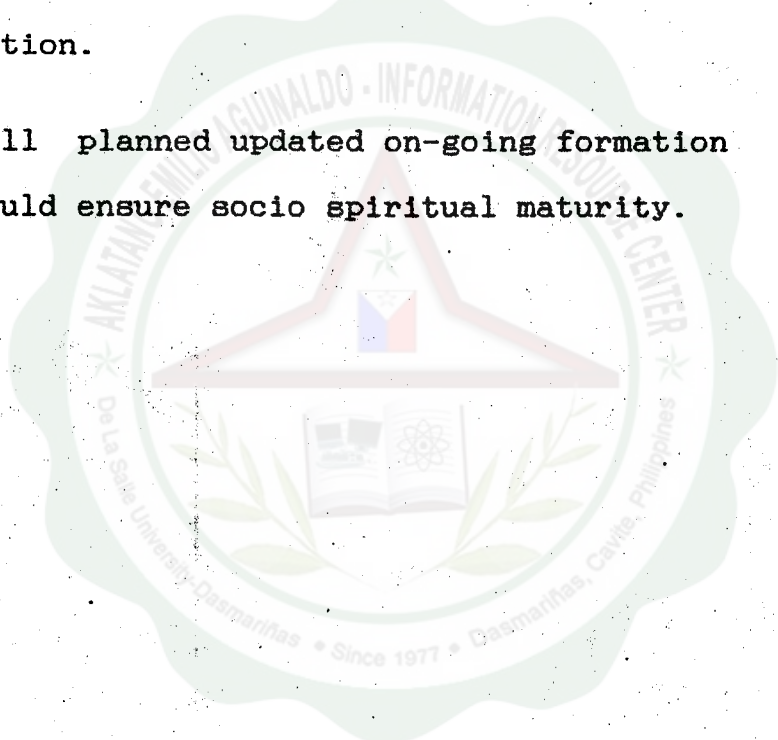 tion.
ll planned updated on-going formation
uld ensure socio spiritual maturity.
AKLATANG EMILIO AGUINALDO - INFORMATION RESOURCE CENTER
De La Salle University-Dasmariñas • Since 1977 • Dasmariñas, Cavite, Philippines